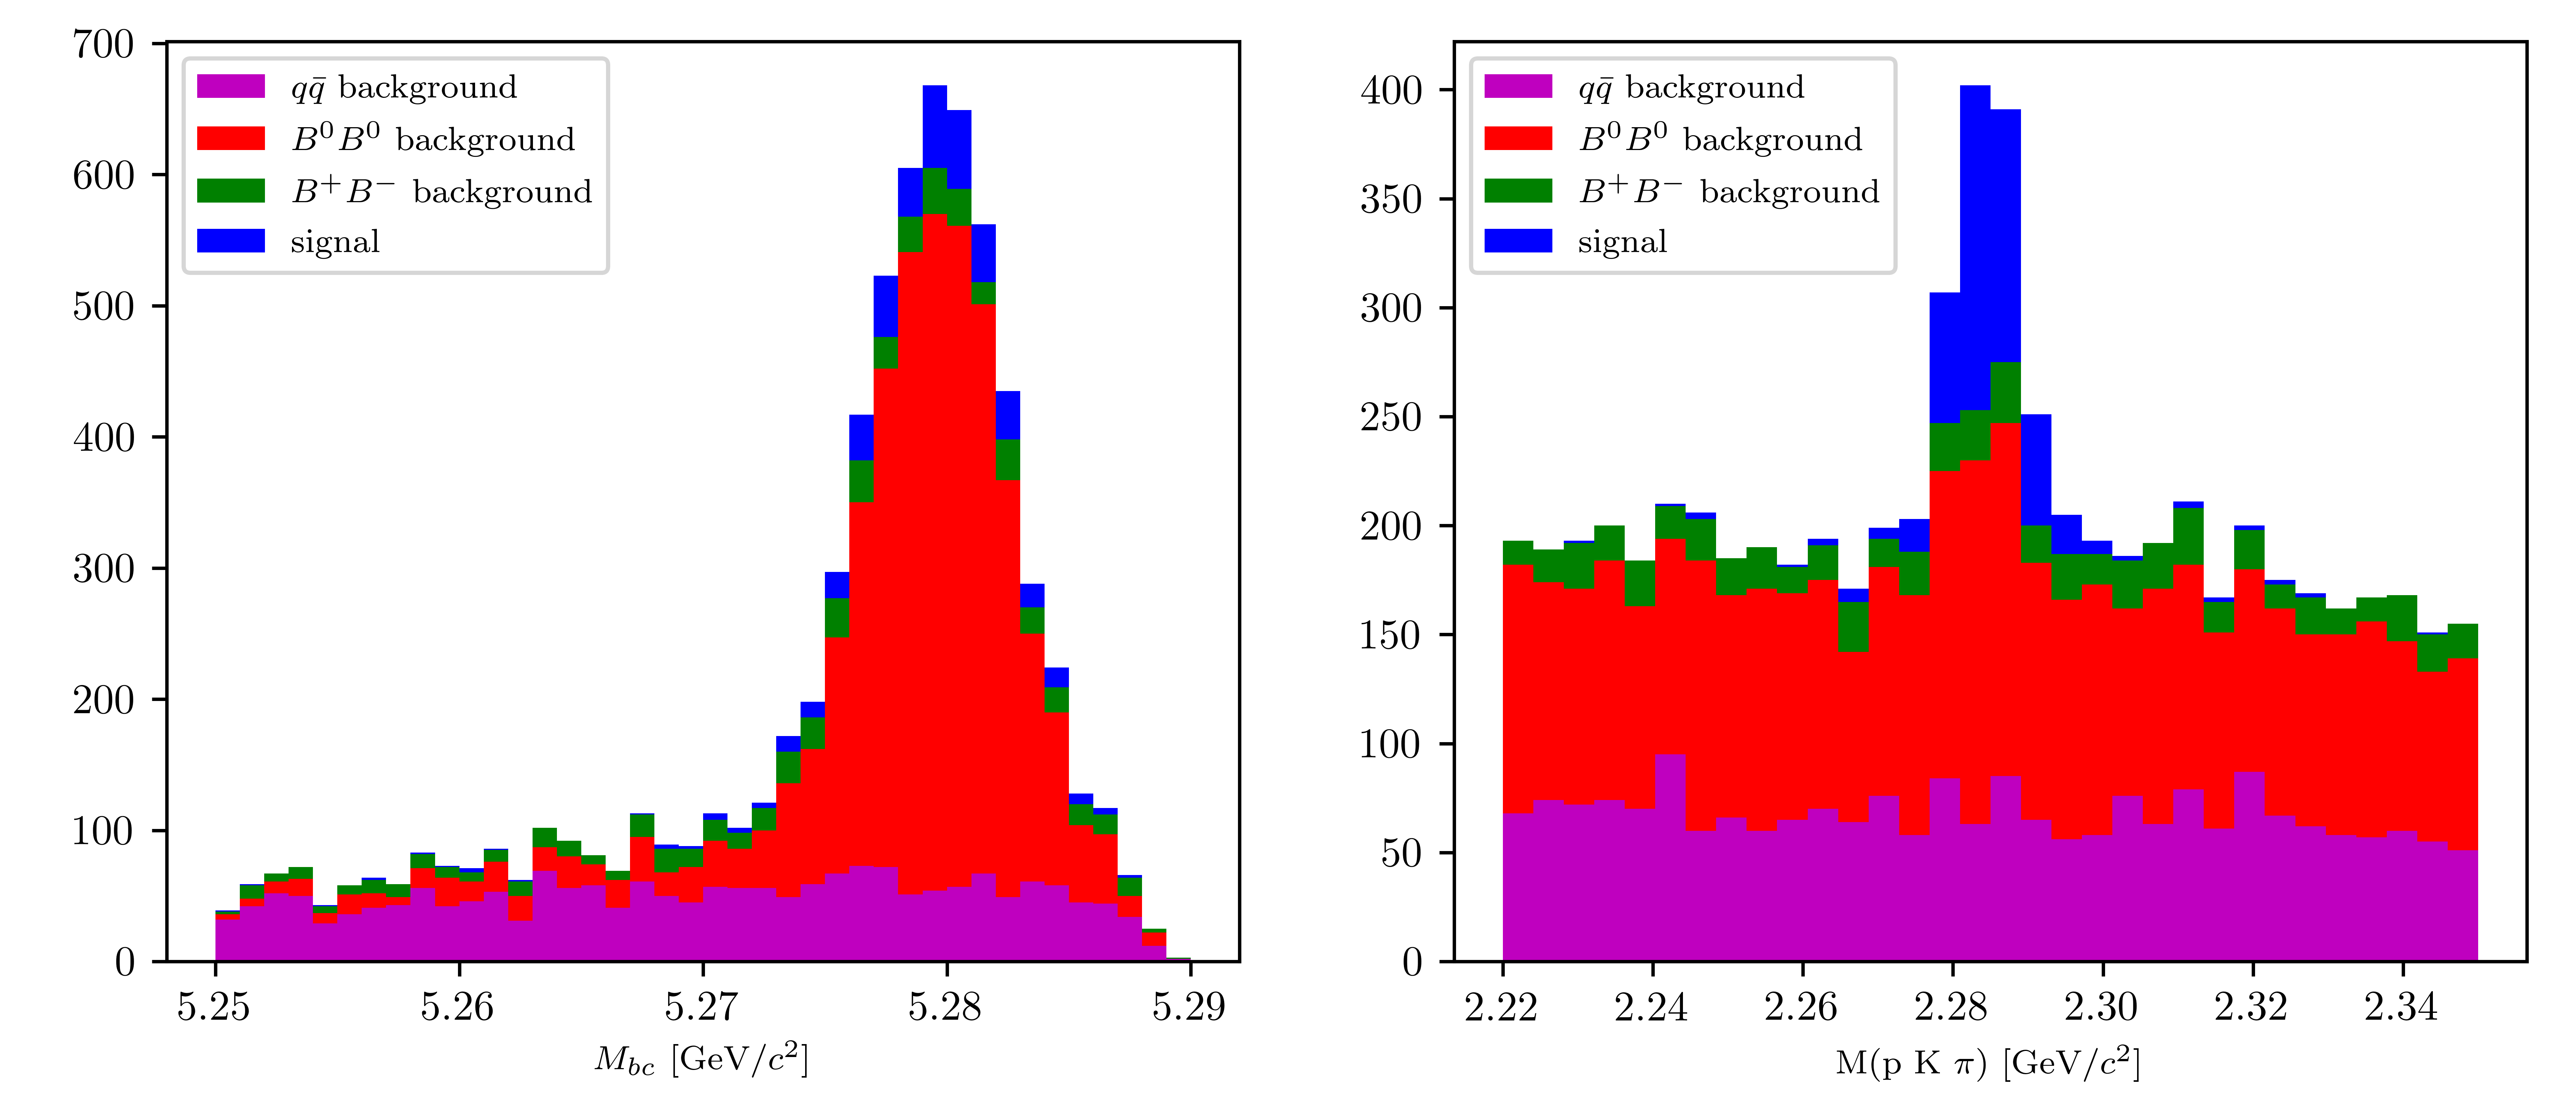 700
600
500
400
300
200
100
0
5.25 5.26 5.27 5.28 5.29
M_{bc} [GeV/c²]
qq̄ background
B⁰B⁰ background
B⁺B⁻ background
signal
400
350
300
250
200
150
100
50
0
2.22 2.24 2.26 2.28 2.30 2.32 2.34
M(p K π) [GeV/c²]
qq̄ background
B⁰B⁰ background
B⁺B⁻ background
signal